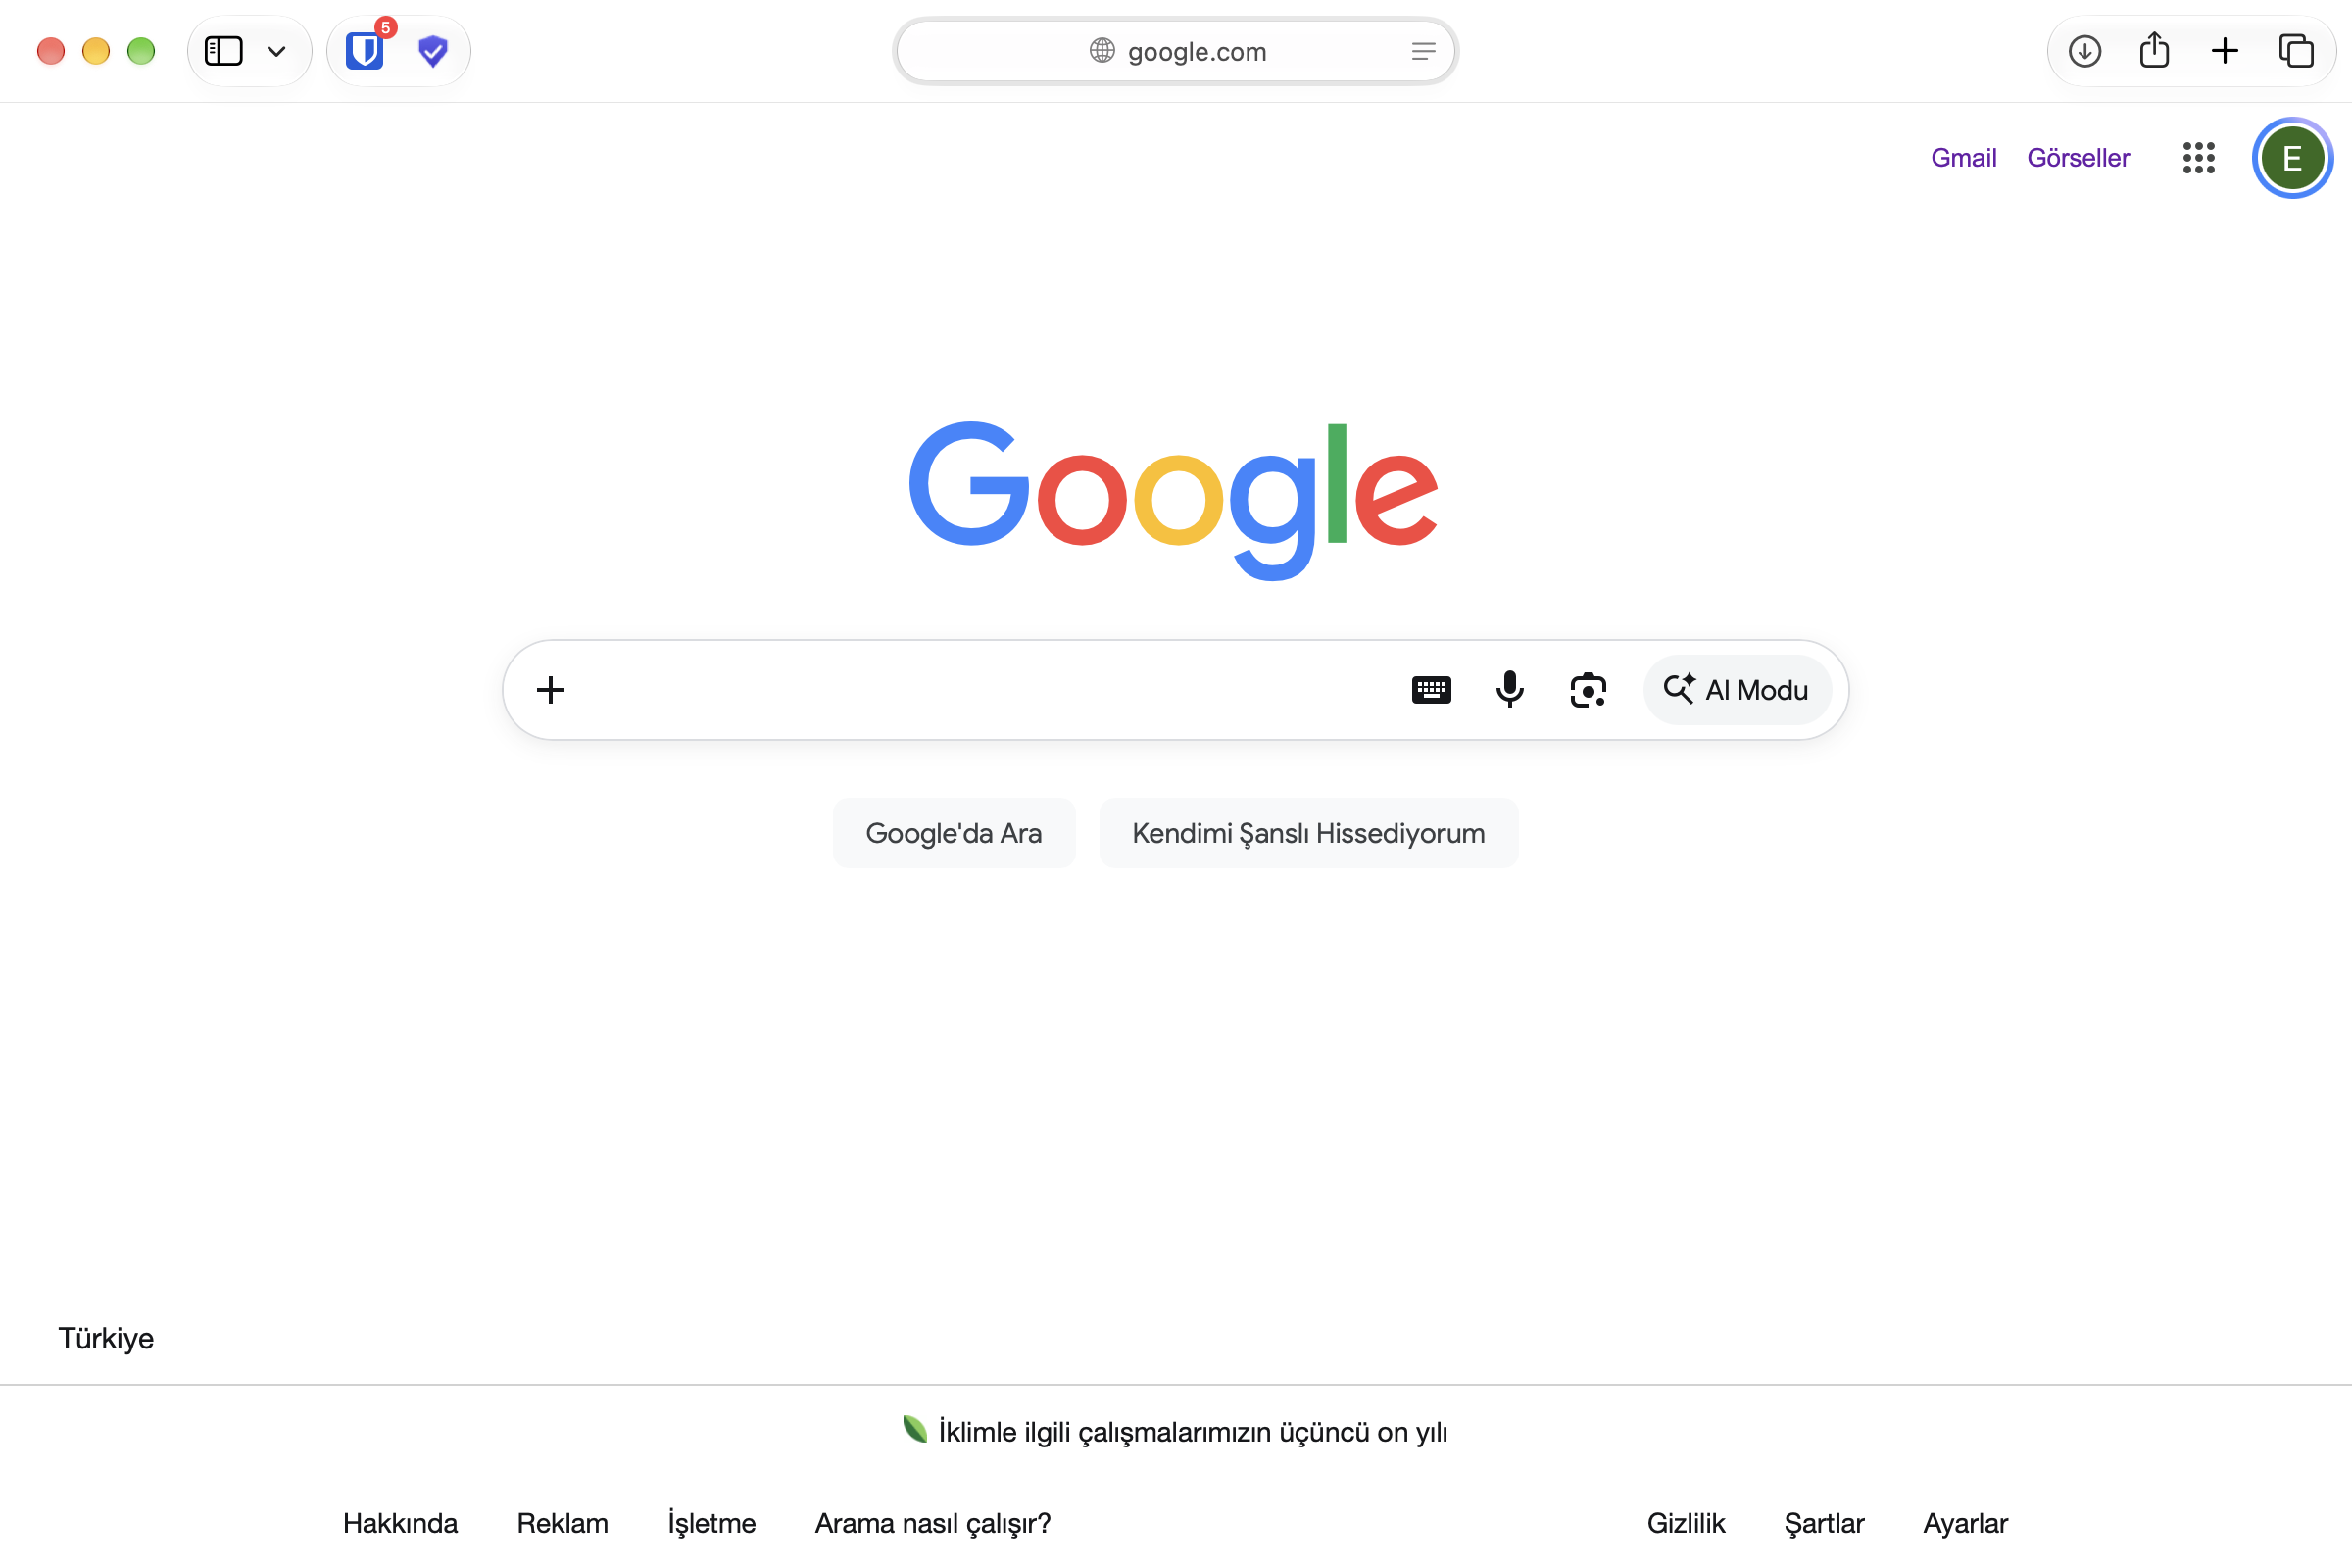 5
google.com
Gmail Görseller
E
Google
AI Modu
Google'da Ara
Kendimi Şanslı Hissediyorum
Türkiye
İklimle ilgili çalışmalarımızın üçüncü on yılı
Hakkında Reklam İşletme Arama nasıl çalışır? Gizlilik Şartlar Ayarlar